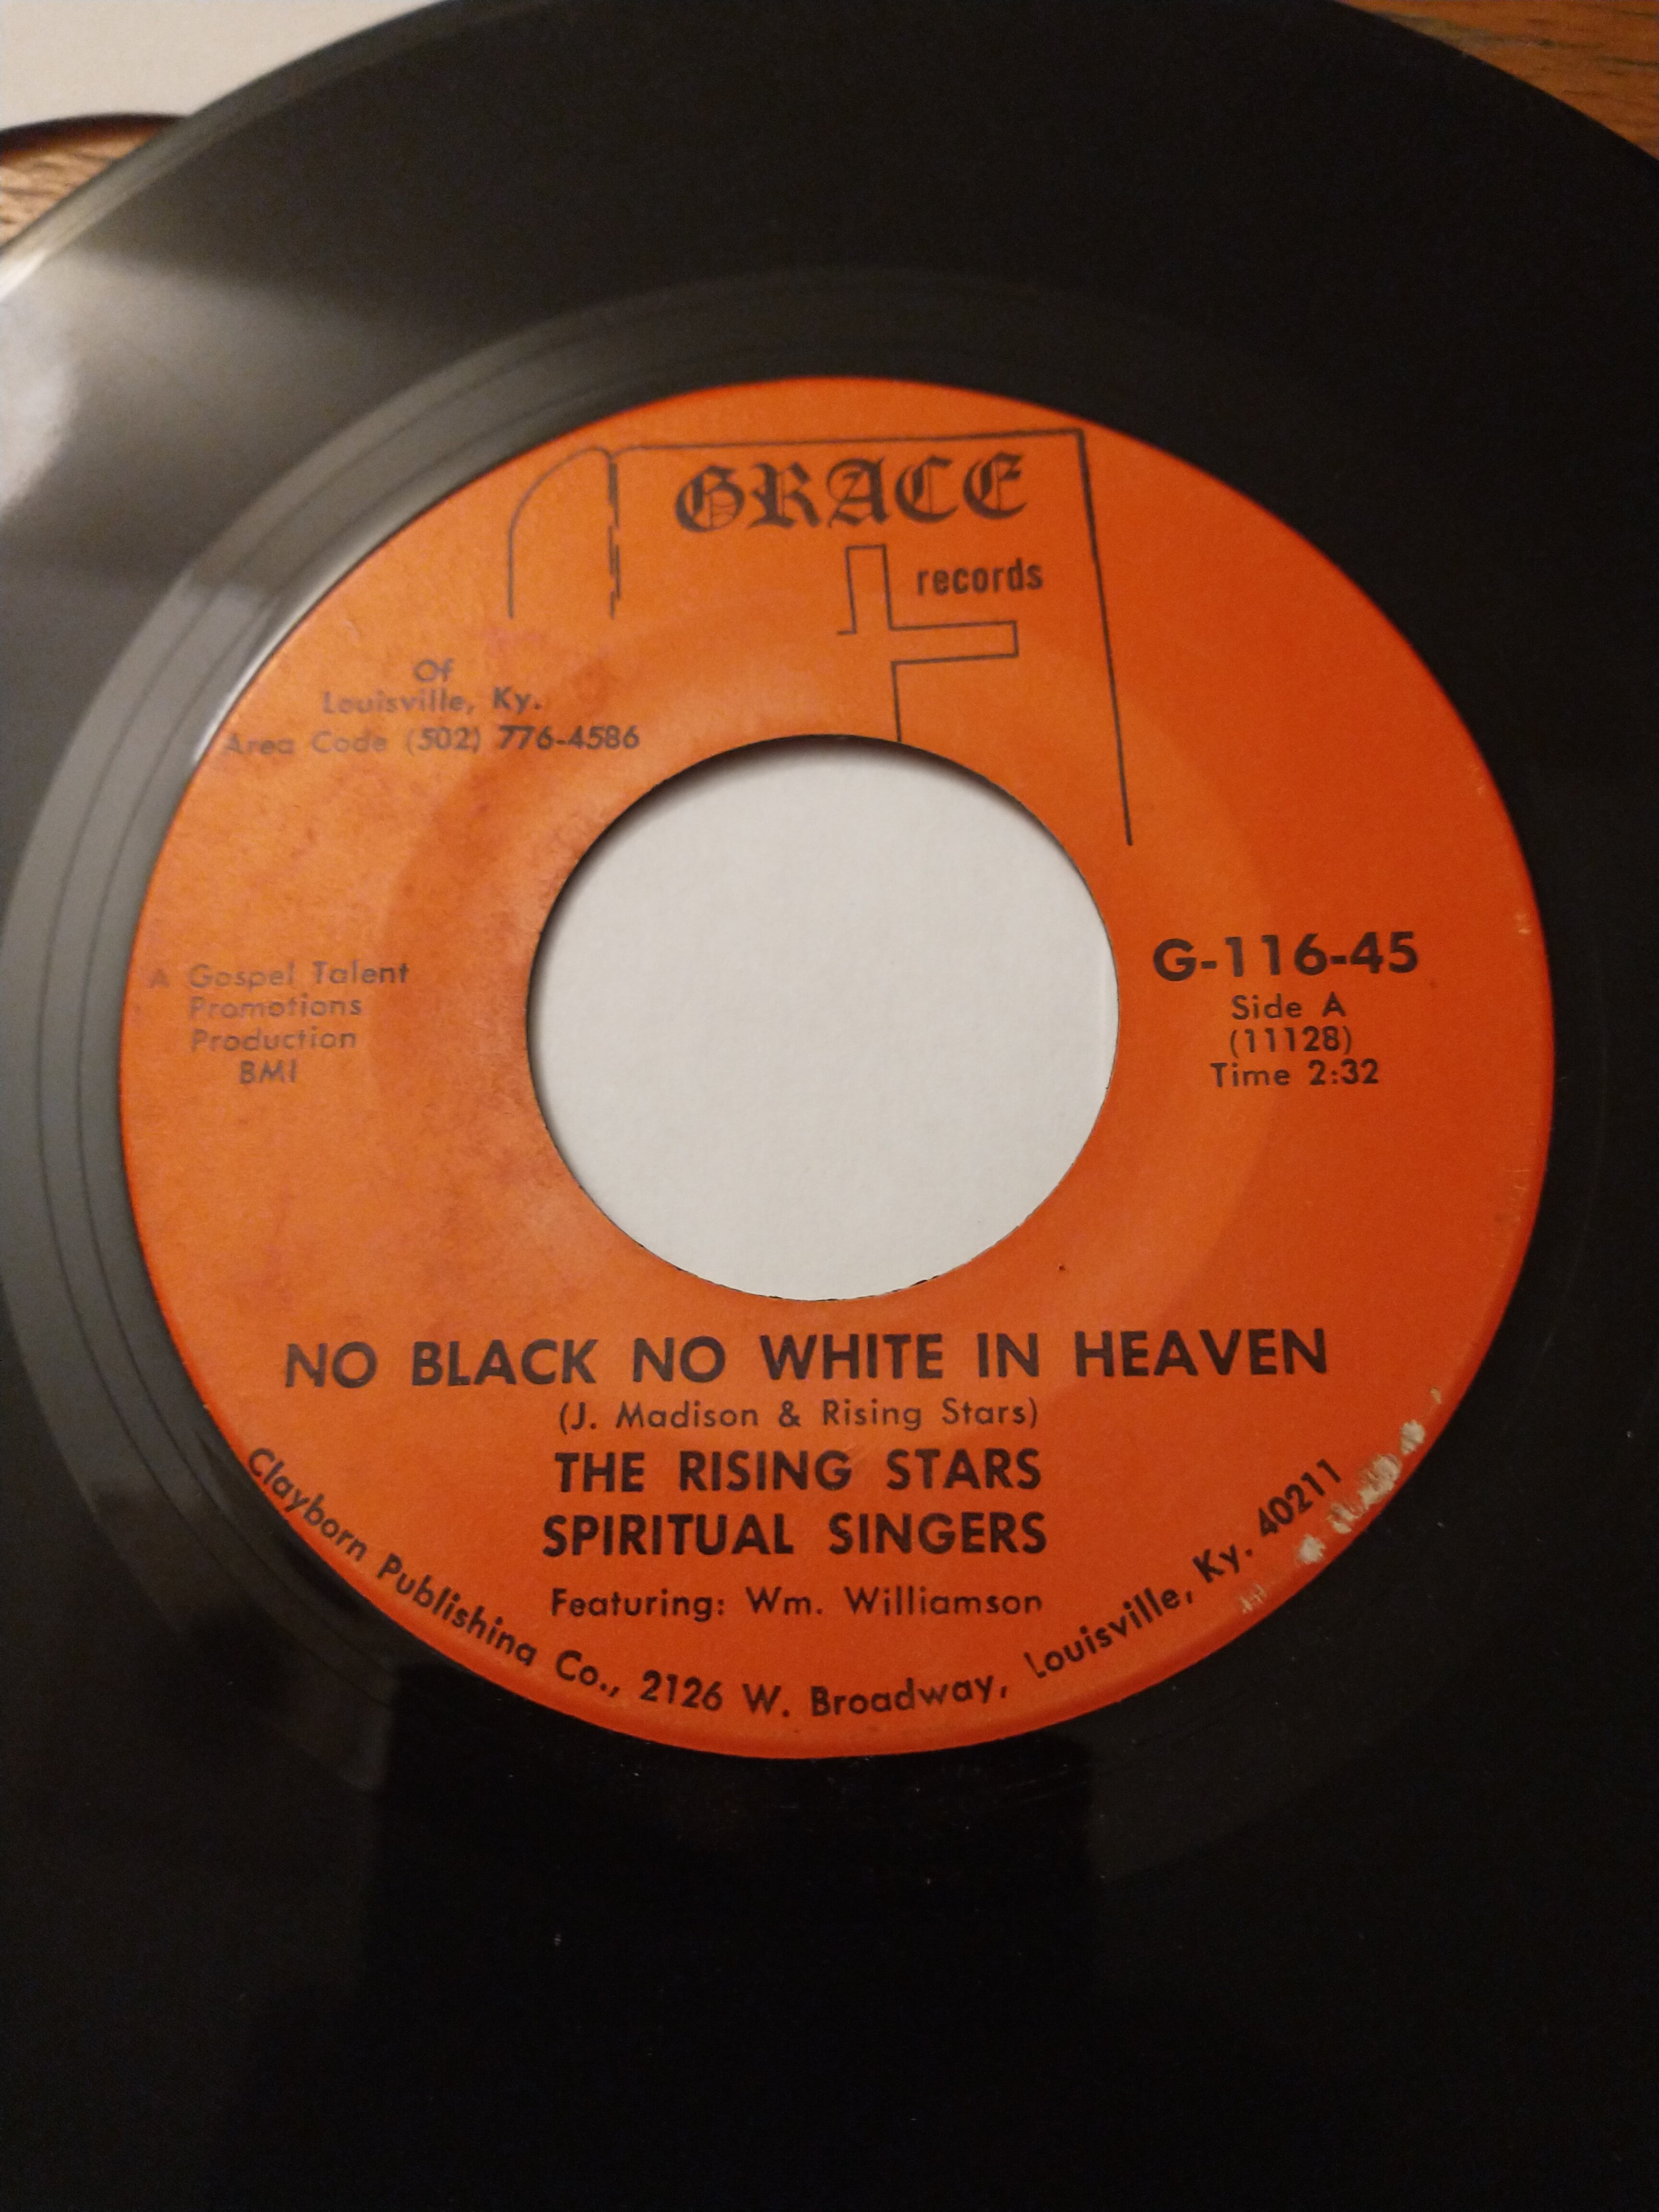 GRACE
records
Of
Louisville, Ky.
Area Code (502) 776-4586
A Gospel Talent
Promotions
Production
BMI
G-116-45
Side A
(11128)
Time 2:32
NO BLACK NO WHITE IN HEAVEN
(J. Madison & Rising Stars)
THE RISING STARS
SPIRITUAL SINGERS
Featuring: Wm. Williamson
Clayborn Publishing Co., 2126 W. Broadway, Louisville, Ky. 40211